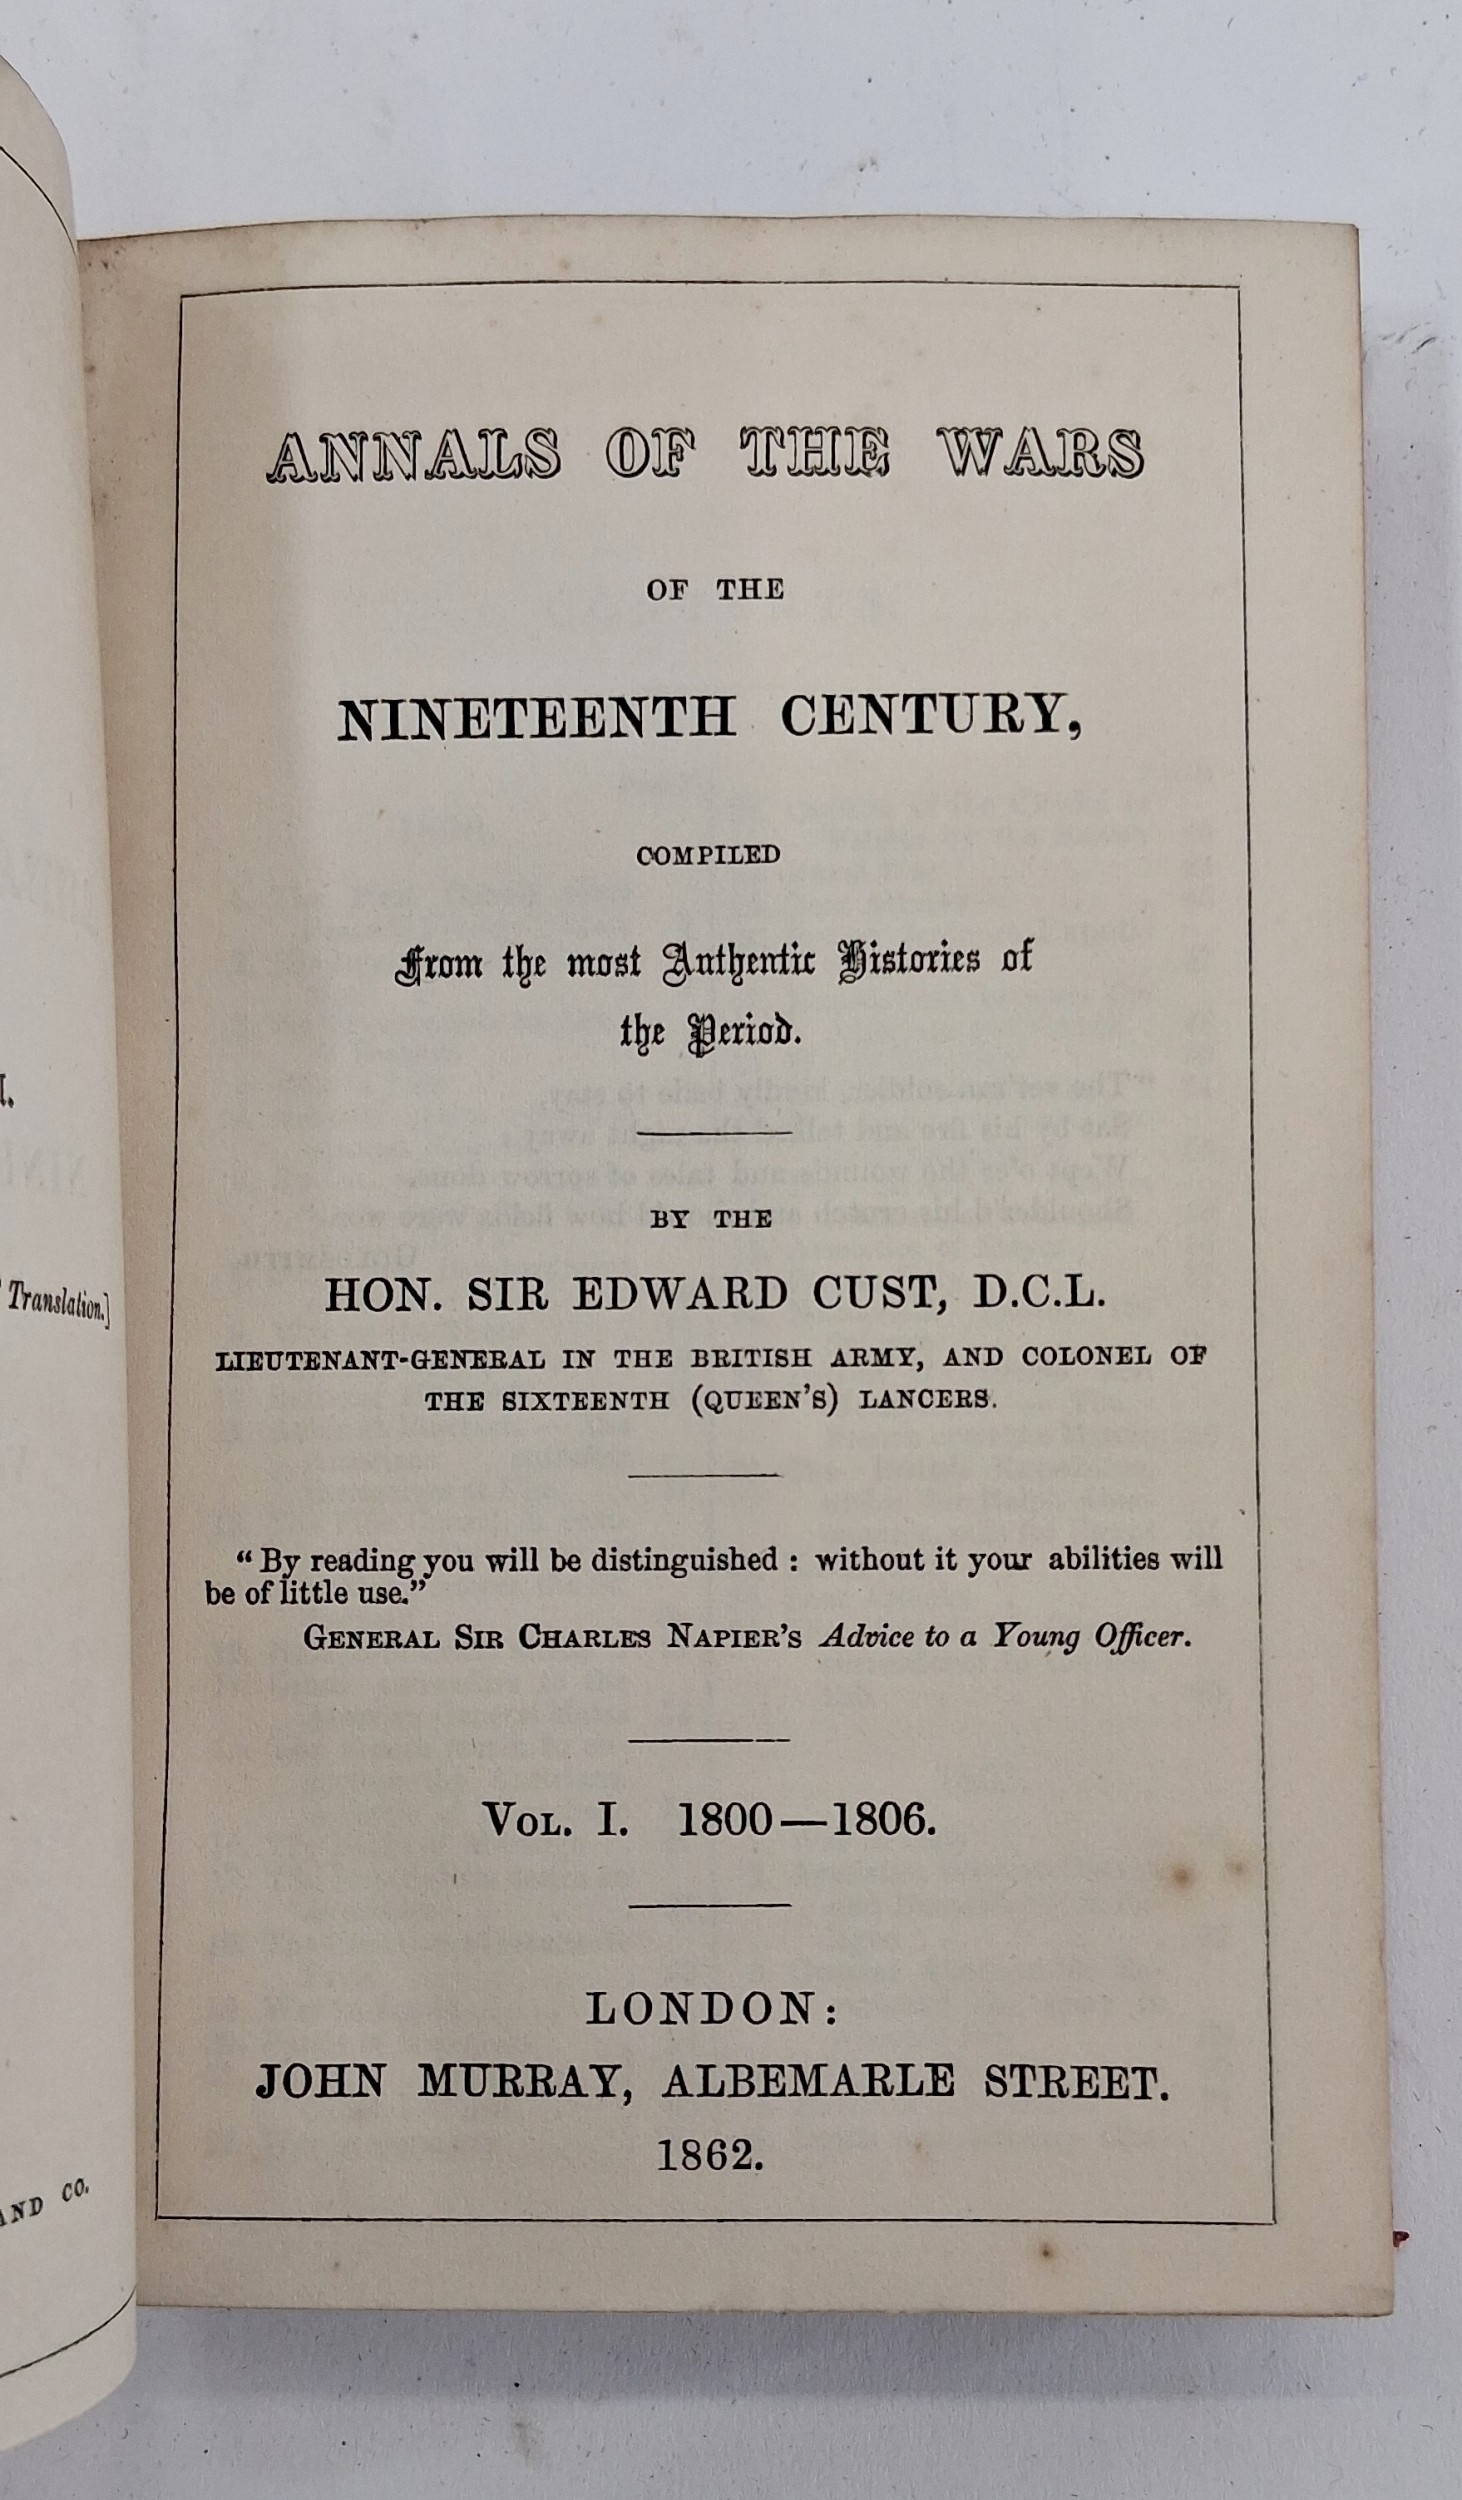 ANNALS OF THE WARS
OF THE
NINETEENTH CENTURY,
COMPILED
From the most Authentic Histories of
the Period.
BY THE
HON. SIR EDWARD CUST, D.C.L.
LIEUTENANT-GENERAL IN THE BRITISH ARMY, AND COLONEL OF
THE SIXTEENTH (QUEEN'S) LANCERS.
"By reading you will be distinguished: without it your abilities will
be of little use."
GENERAL SIR CHARLES NAPIER'S Advice to a Young Officer.
VOL. I. 1800—1806.
LONDON:
JOHN MURRAY, ALBEMARLE STREET.
1862.
Translation.]
AND CO.